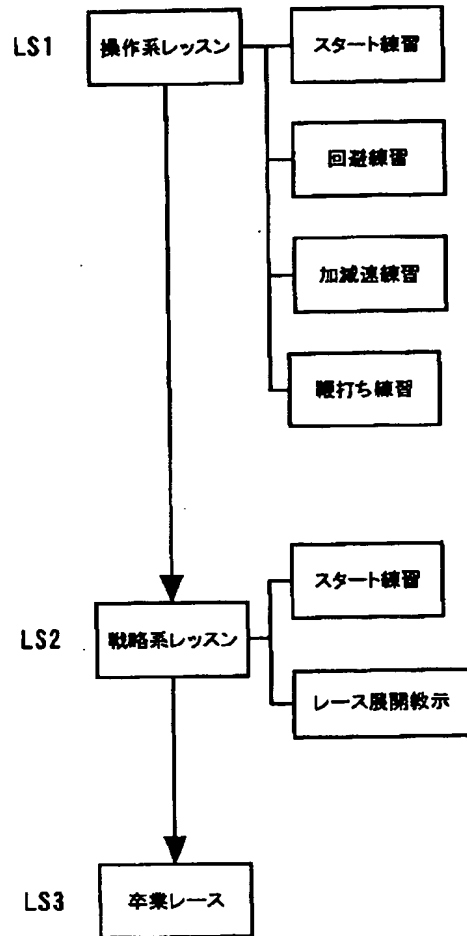 LS1
操作系レッスン
スタート練習
回避練習
加減速練習
鞭打ち練習
LS2
戦略系レッスン
スタート練習
レース展開教示
LS3
卒業レース